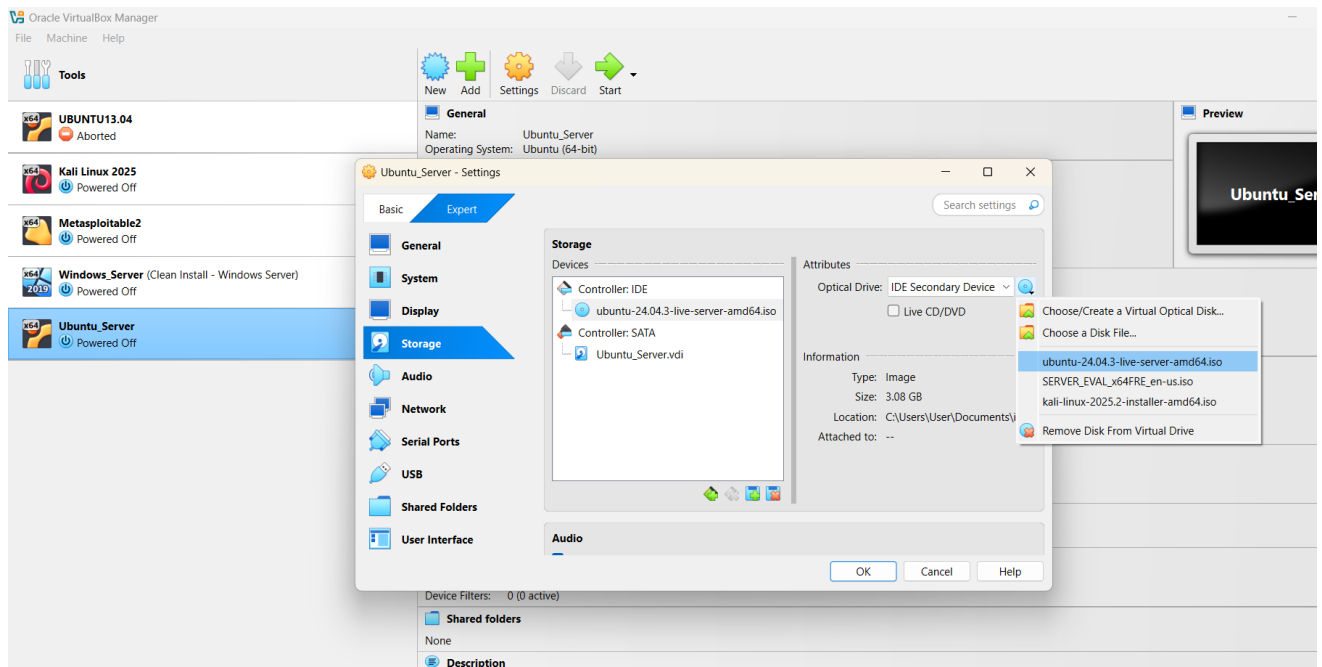 Oracle VirtualBox Manager
File Machine Help
Tools
New Add Settings Discard Start
x64 UBUNTU13.04
Aborted
x64 Kali Linux 2025
Powered Off
x64 Metasploitable2
Powered Off
x64 2019 Windows_Server (Clean Install - Windows Server)
Powered Off
x64 Ubuntu_Server
Powered Off
General
Name: Ubuntu_Server
Operating System: Ubuntu (64-bit)
Preview
Ubuntu_Ser
Ubuntu_Server - Settings
Basic Expert
Search settings
General
System
Display
Storage
Audio
Network
Serial Ports
USB
Shared Folders
User Interface
Storage
Devices
Controller: IDE
ubuntu-24.04.3-live-server-amd64.iso
Controller: SATA
Ubuntu_Server.vdi
Attributes
Optical Drive: IDE Secondary Device
Live CD/DVD
Information
Type: Image
Size: 3.08 GB
Location: C:\Users\User\Documents\i
Attached to: --
Choose/Create a Virtual Optical Disk...
Choose a Disk File...
ubuntu-24.04.3-live-server-amd64.iso
SERVER_EVAL_x64FRE_en-us.iso
kali-linux-2025.2-installer-amd64.iso
Remove Disk From Virtual Drive
Audio
OK Cancel Help
Device Filters: 0 (0 active)
Shared folders
None
Description